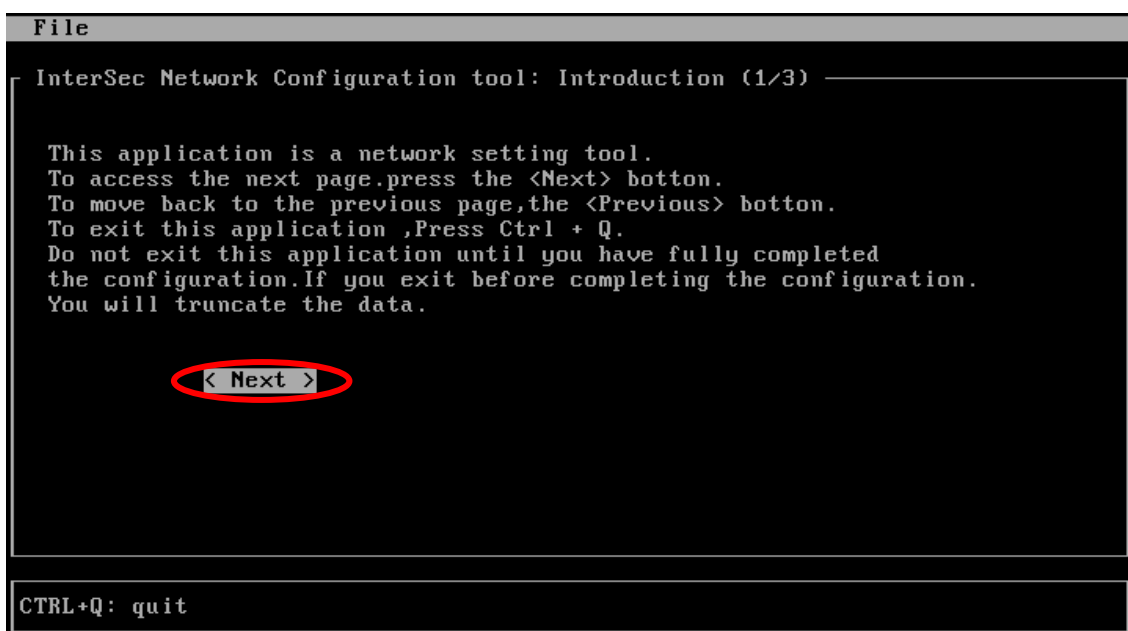 File
InterSec Network Configuration tool: Introduction (1/3)
This application is a network setting tool.
To access the next page.press the <Next> botton.
To move back to the previous page,the <Previous> botton.
To exit this application ,Press Ctrl + Q.
Do not exit this application until you have fully completed
the configuration.If you exit before completing the configuration.
You will truncate the data.
< Next >
CTRL+Q: quit